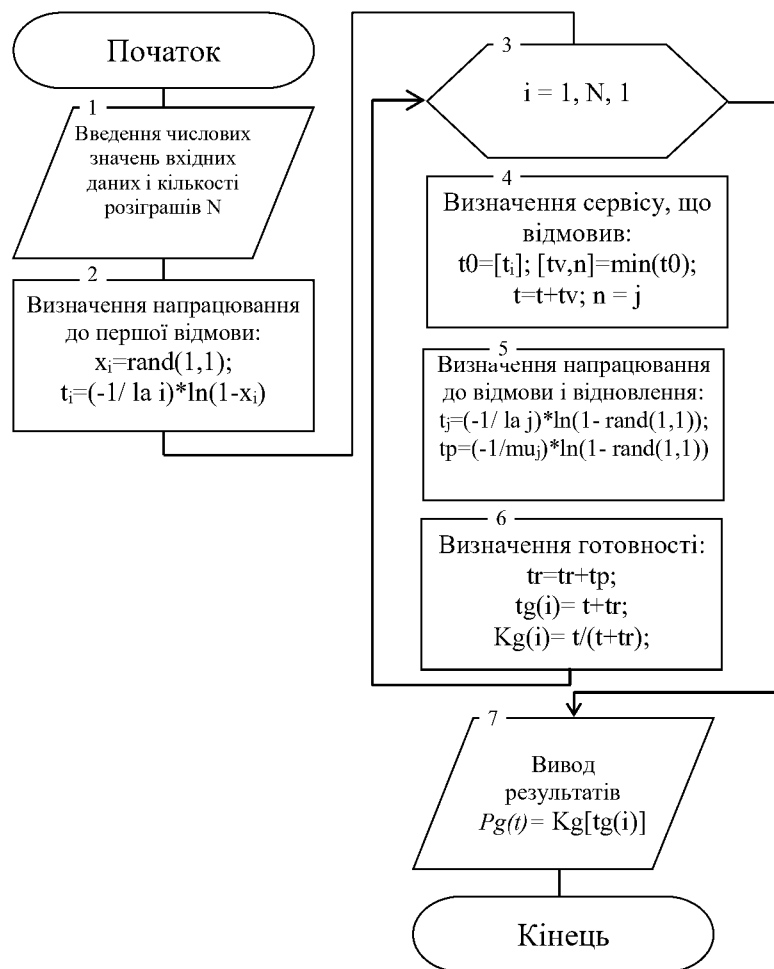 Початок
1
Введення числових
значень вхідних
даних і кількості
розіграшів N
2
Визначення напрацювання
до першої відмови:
xᵢ=rand(1,1);
tᵢ=(-1/ la i)*ln(1-xᵢ)
3
i = 1, N, 1
4
Визначення сервісу, що
відмовив:
t0=[tᵢ]; [tv,n]=min(t0);
t=t+tv; n = j
5
Визначення напрацювання
до відмови і відновлення:
tⱼ=(-1/ la j)*ln(1- rand(1,1));
tp=(-1/muⱼ)*ln(1- rand(1,1))
6
Визначення готовності:
tr=tr+tp;
tg(i)= t+tr;
Kg(i)= t/(t+tr);
7
Вивод
результатів
Pg(t)= Kg[tg(i)]
Кінець